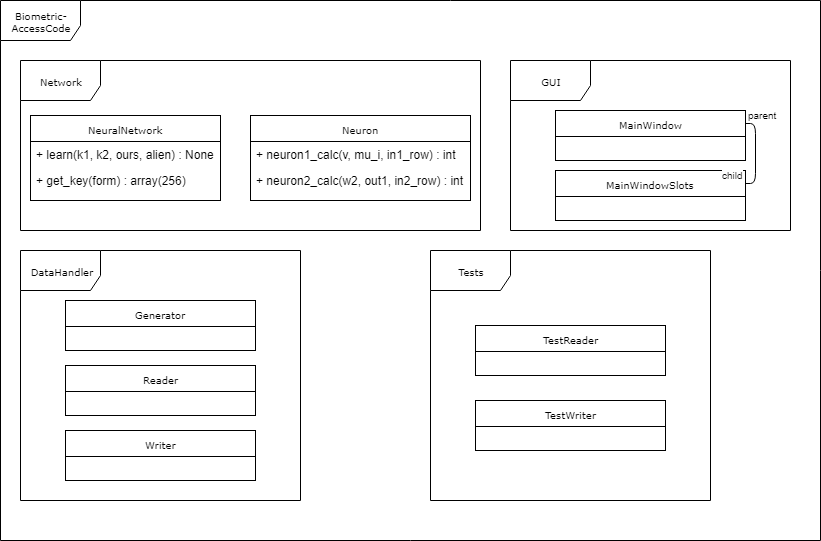 Biometric-
AccessCode
Network
NeuralNetwork
+ learn(k1, k2, ours, alien) : None
+ get_key(form) : array(256)
Neuron
+ neuron1_calc(v, mu_i, in1_row) : int
+ neuron2_calc(w2, out1, in2_row) : int
GUI
MainWindow
parent
child
MainWindowSlots
DataHandler
Generator
Reader
Writer
Tests
TestReader
TestWriter